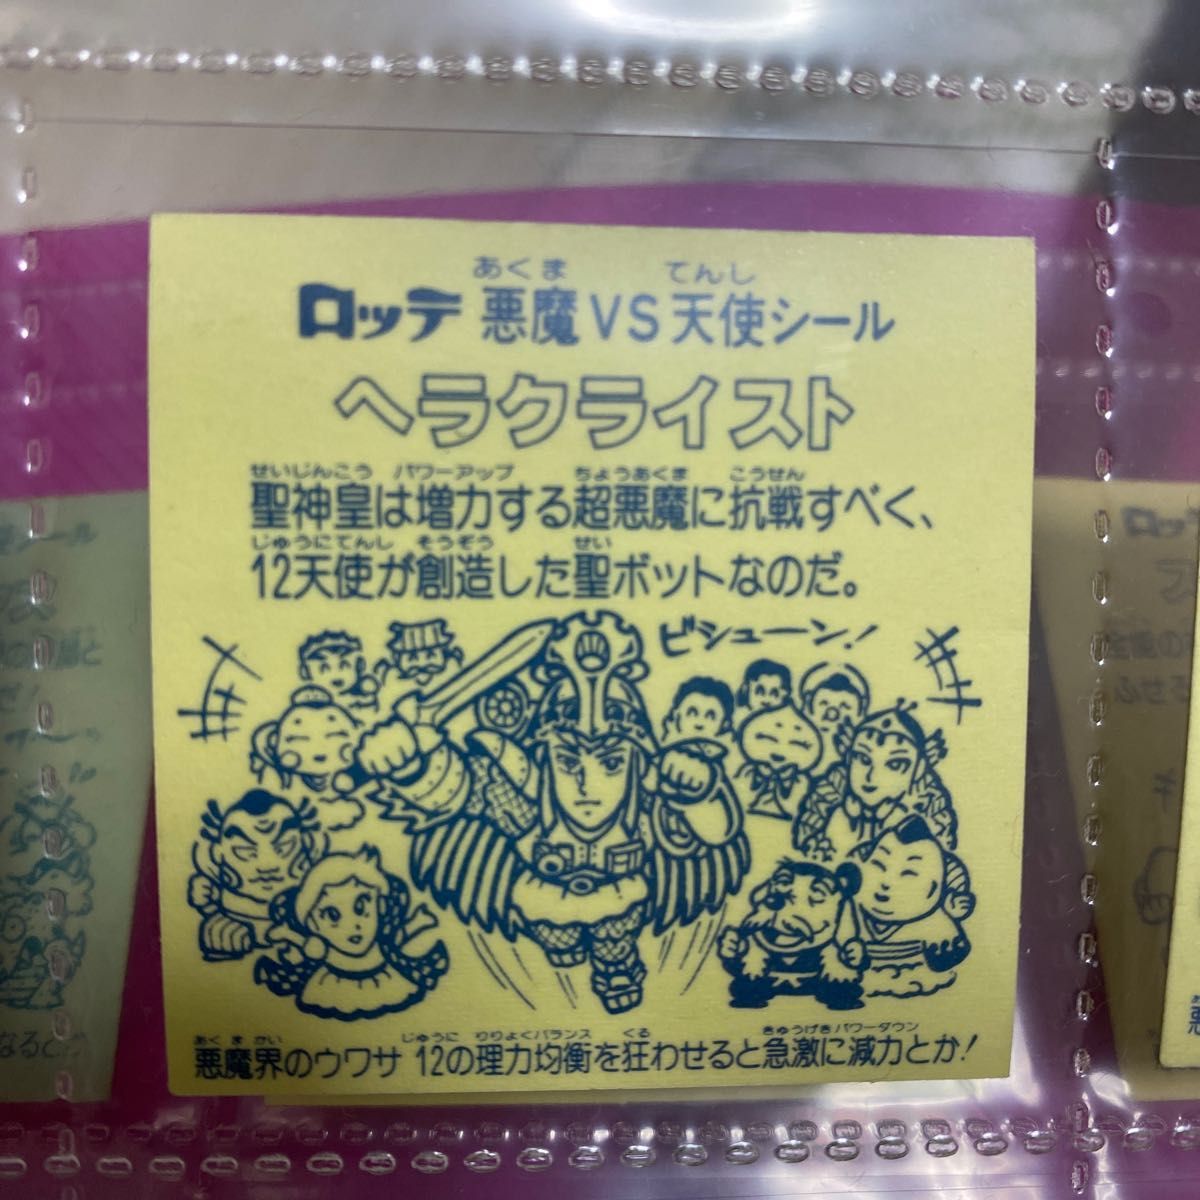 あくま てんし
ロッテ 悪魔VS天使シール
ヘラクライスト
せいじんこう パワーアップ ちょうあくま こうせん
聖神皇は増力する超悪魔に抗戦すべく、
じゅうにてんし そうぞう せい
12天使が創造した聖ボットなのだ。
ビシューーン!
あくまかい じゅうに りりょくバランス くる きゅうげきパワーダウン
悪魔界のウワサ 12の理力均衡を狂わせると急激に減力とか!
ロッテ